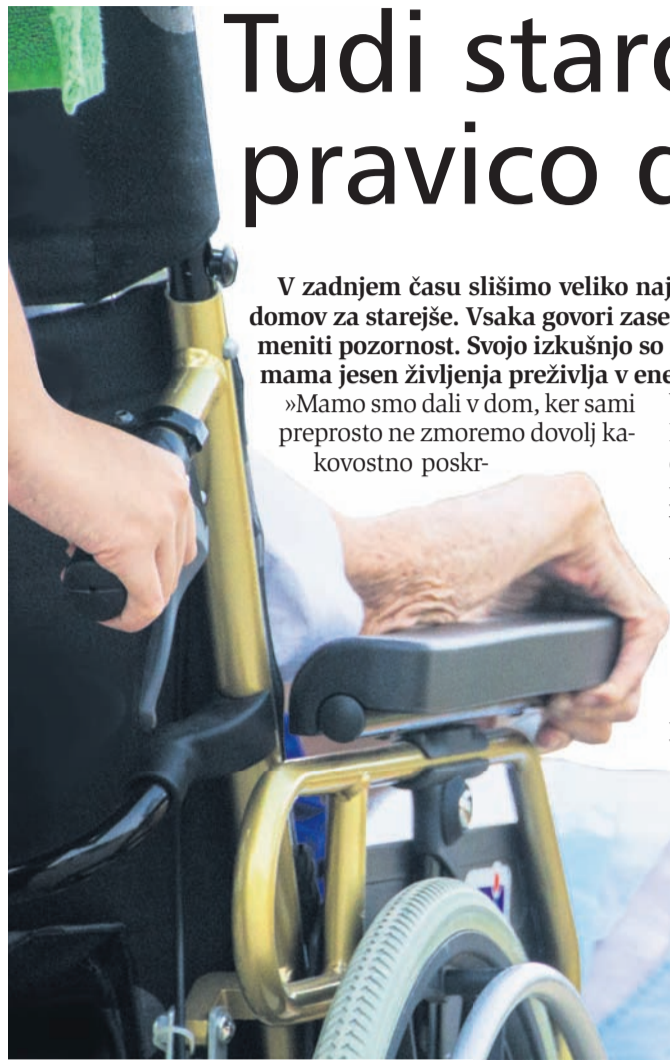 Tudi staro
pravico d
V zadnjem času slišimo veliko naj
domov za starejše. Vsaka govori zase
meniti pozornost. Svojo izkušnjo so
mama jesen življenja preživlja v ene
»Mamo smo dali v dom, ker sami
preprosto ne zmoremo dovolj ka-
kovostno poskr-